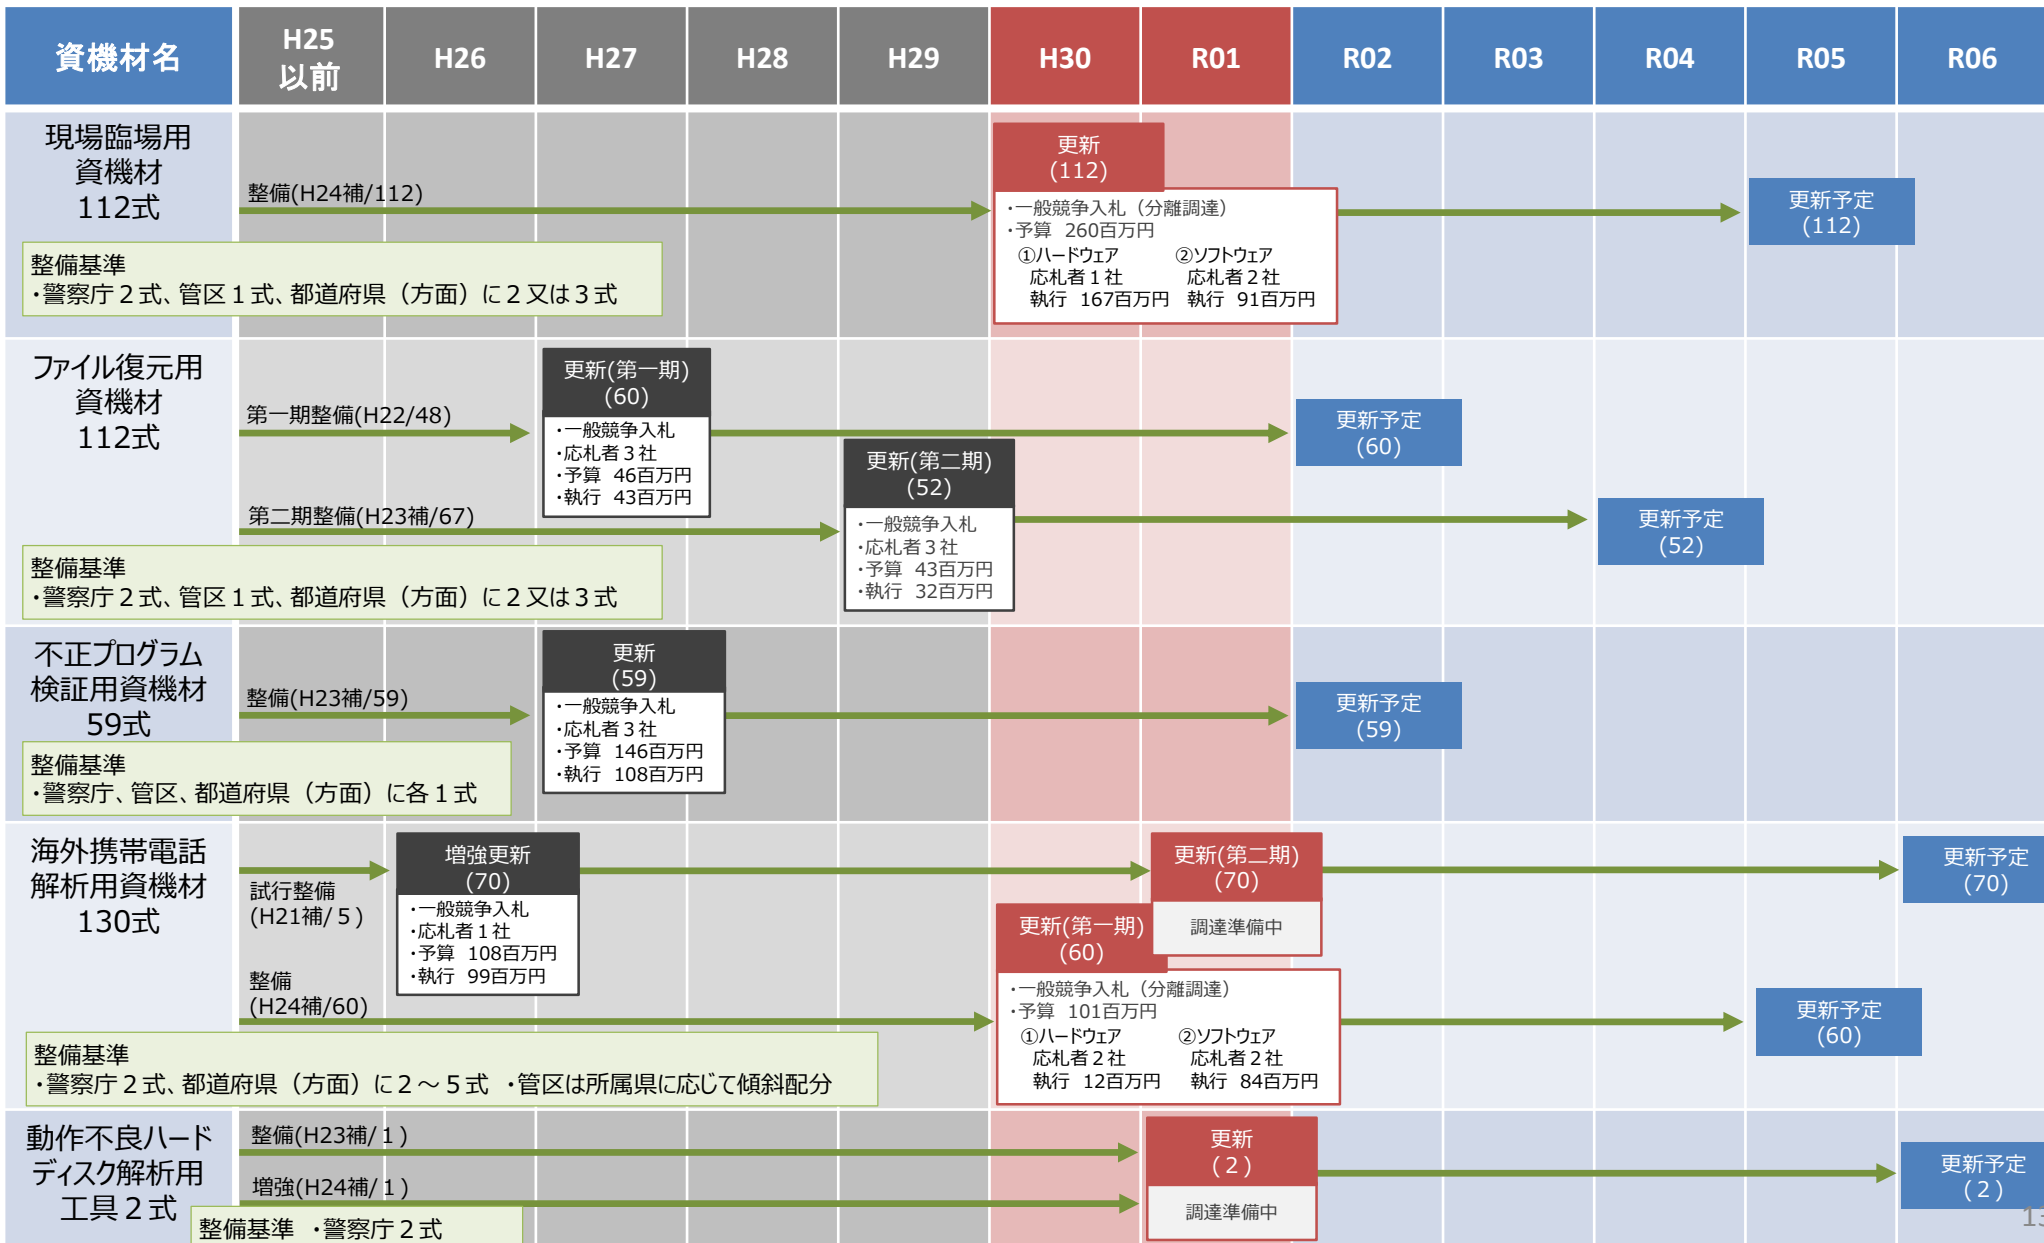 資機材名
H25
以前
H26
H27
H28
H29
H30
R01
R02
R03
R04
R05
R06
現場臨場用
資機材
112式
整備(H24補/112)
更新
(112)
・一般競争入札（分離調達）
・予算 260百万円
①ハードウェア ②ソフトウェア
応札者１社 応札者２社
執行 167百万円 執行 91百万円
更新予定
(112)
整備基準
・警察庁２式、管区１式、都道府県（方面）に２又は３式
ファイル復元用
資機材
112式
第一期整備(H22/48)
更新(第一期)
(60)
・一般競争入札
・応札者３社
・予算 46百万円
・執行 43百万円
更新予定
(60)
第二期整備(H23補/67)
更新(第二期)
(52)
・一般競争入札
・応札者３社
・予算 43百万円
・執行 32百万円
更新予定
(52)
整備基準
・警察庁２式、管区１式、都道府県（方面）に２又は３式
不正プログラム
検証用資機材
59式
整備(H23補/59)
更新
(59)
・一般競争入札
・応札者３社
・予算 146百万円
・執行 108百万円
更新予定
(59)
整備基準
・警察庁、管区、都道府県（方面）に各１式
海外携帯電話
解析用資機材
130式
試行整備
(H21補/５)
増強更新
(70)
・一般競争入札
・応札者１社
・予算 108百万円
・執行 99百万円
更新(第二期)
(70)
調達準備中
更新予定
(70)
整備
(H24補/60)
更新(第一期)
(60)
・一般競争入札（分離調達）
・予算 101百万円
①ハードウェア ②ソフトウェア
応札者２社 応札者２社
執行 12百万円 執行 84百万円
更新予定
(60)
整備基準
・警察庁２式、都道府県（方面）に２～５式 ・管区は所属県に応じて傾斜配分
動作不良ハード
ディスク解析用
工具２式
整備(H23補/１)
増強(H24補/１)
更新
(２)
調達準備中
更新予定
(２)
整備基準 ・警察庁２式
13